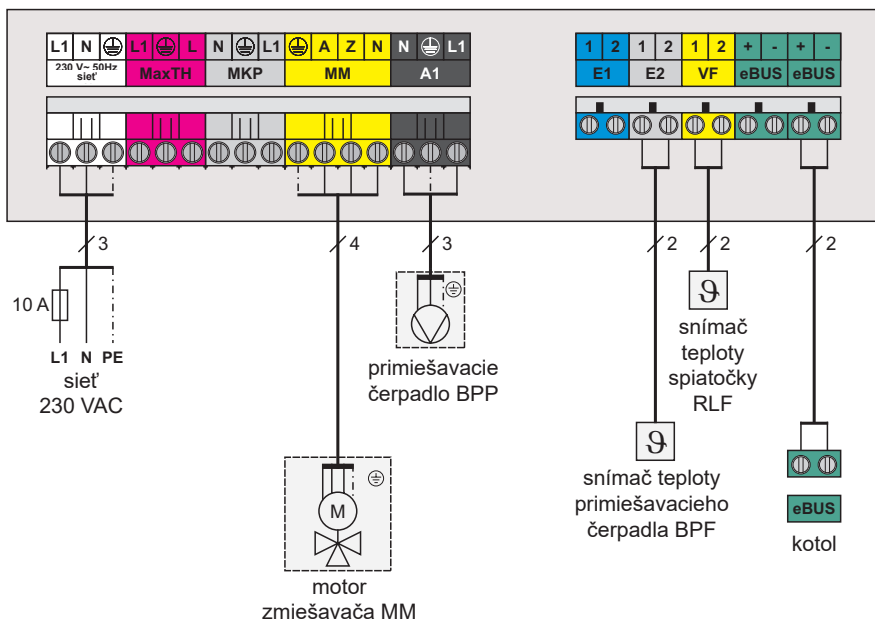 L1 N L1 L N L1 A Z N N L1
230 V~ 50Hz
sieť
MaxTH MKP MM A1
1 2 1 2 1 2 + - + -
E1 E2 VF eBUS eBUS
3
4
3
2
2
2
10 A
L1 N PE
sieť
230 VAC
primiešavacie
čerpadlo BPP
M
motor
zmiešavača MM
ϑ
snímač
teploty
spiatočky
RLF
ϑ
snímač teploty
primiešavacieho
čerpadla BPF
eBUS
kotol